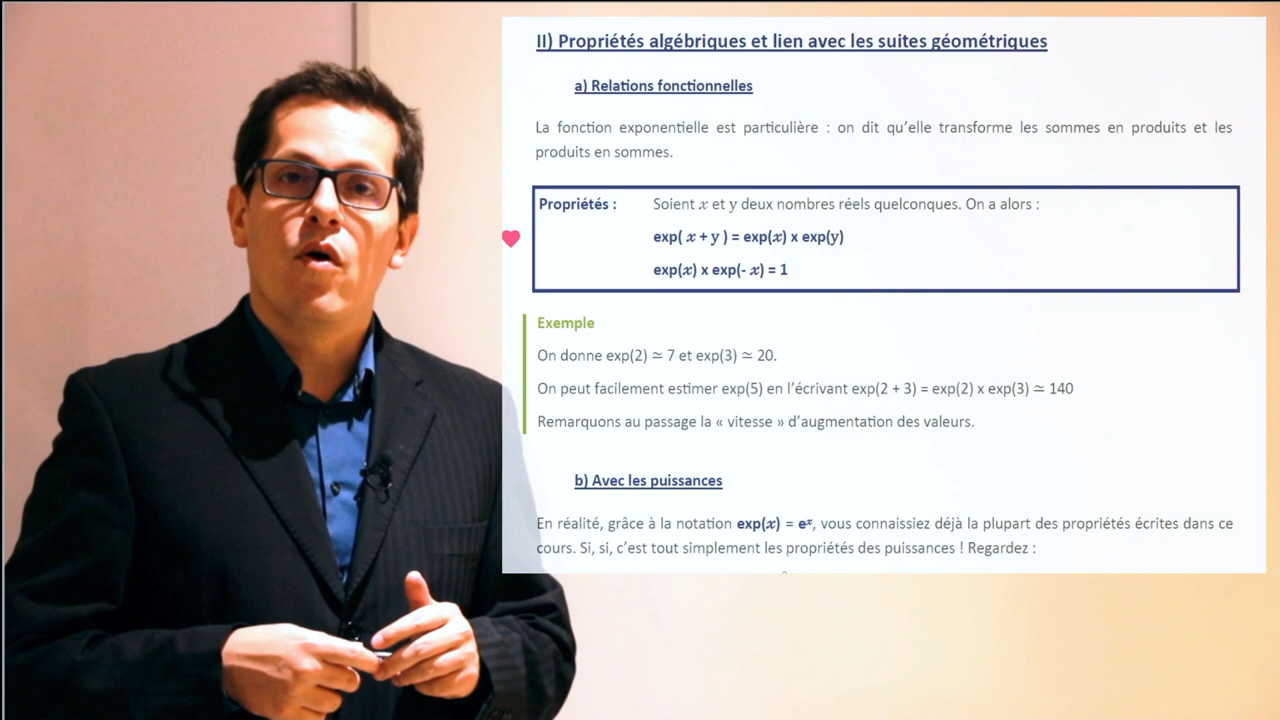 II) Propriétés algébriques et lien avec les suites géométriques
a) Relations fonctionnelles
La fonction exponentielle est particulière : on dit qu'elle transforme les sommes en produits et les
produits en sommes.
Propriétés : Soient x et y deux nombres réels quelconques. On a alors :
exp( x + y ) = exp(x) x exp(y)
exp(x) x exp(- x) = 1
Exemple
On donne exp(2) ≃ 7 et exp(3) ≃ 20.
On peut facilement estimer exp(5) en l'écrivant exp(2 + 3) = exp(2) x exp(3) ≃ 140
Remarquons au passage la « vitesse » d'augmentation des valeurs.
b) Avec les puissances
En réalité, grâce à la notation exp(x) = eˣ, vous connaissiez déjà la plupart des propriétés écrites dans ce
cours. Si, si, c'est tout simplement les propriétés des puissances ! Regardez :